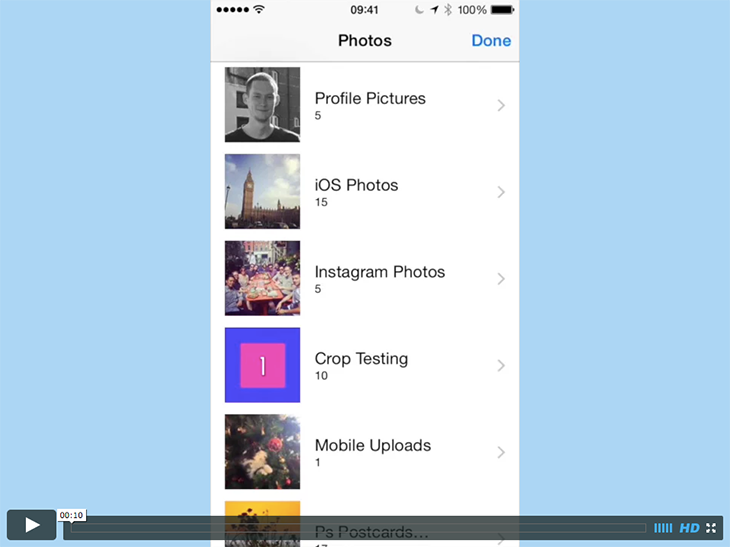 09:41 100%
Photos Done
Profile Pictures
5
iOS Photos
15
Instagram Photos
5
1
Crop Testing
10
Mobile Uploads
1
Ps Postcards...
17
00:10
HD